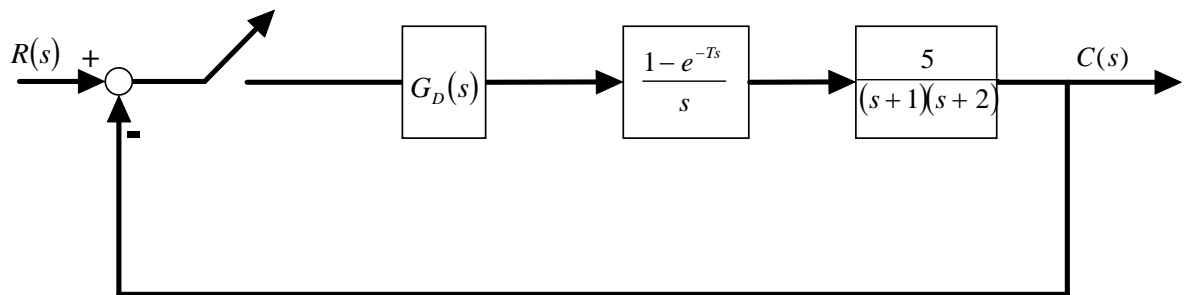 R(s)
+
-
G_D(s)
1 − e^{−Ts}
s
5
(s+1)(s+2)
C(s)